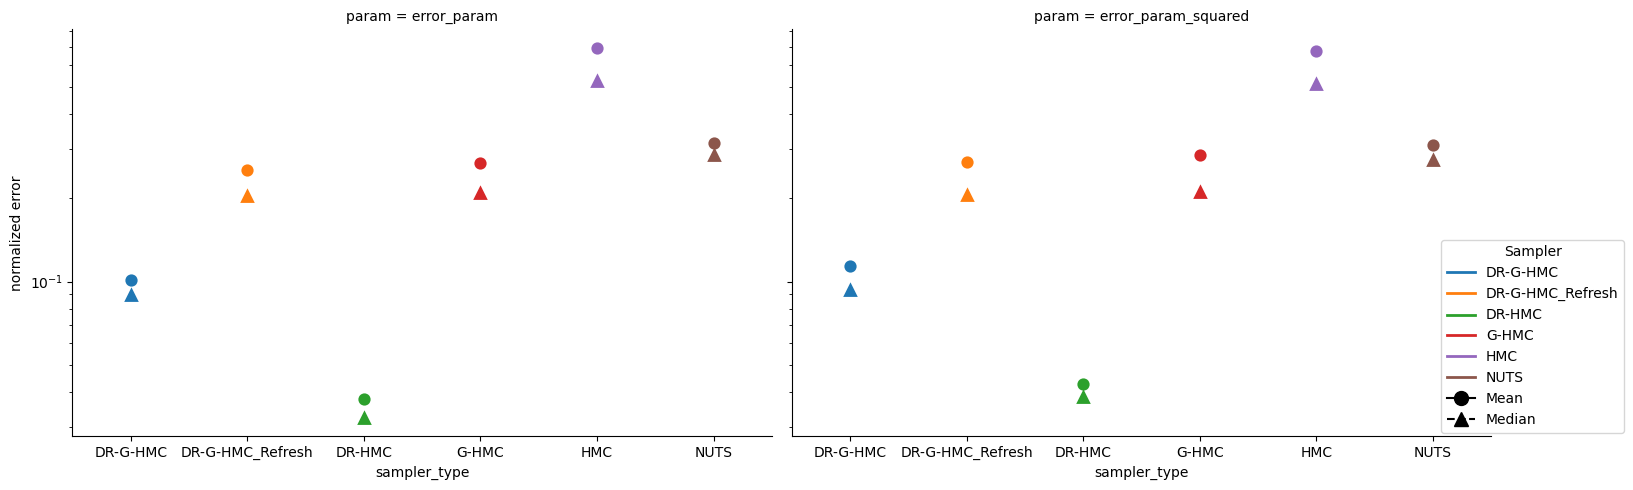 param = error_param
param = error_param_squared
normalized error
10⁻¹
DR-G-HMC
DR-G-HMC_Refresh
DR-HMC
G-HMC
HMC
NUTS
sampler_type
DR-G-HMC
DR-G-HMC_Refresh
DR-HMC
G-HMC
HMC
NUTS
sampler_type
Sampler
DR-G-HMC
DR-G-HMC_Refresh
DR-HMC
G-HMC
HMC
NUTS
Mean
Median